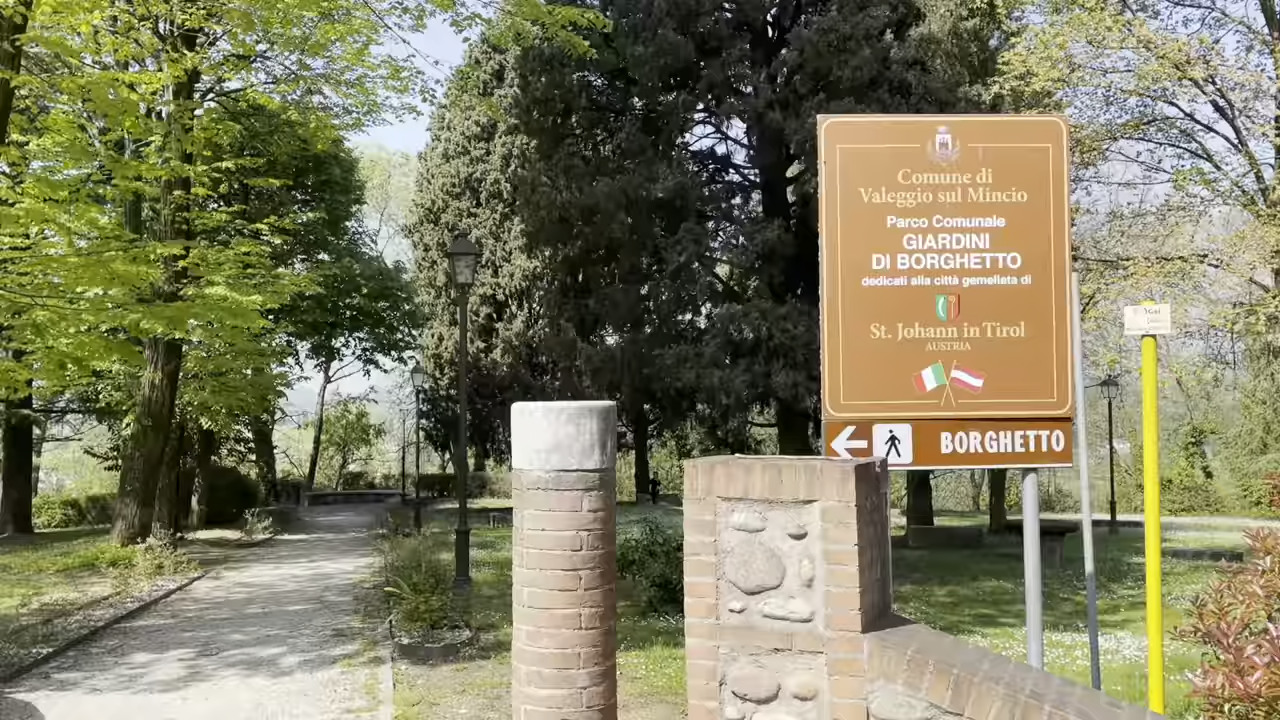 Comune di
Valeggio sul Mincio
Parco Comunale
GIARDINI
DI BORGHETTO
dedicati alla città gemellata di
St. Johann in Tirol
AUSTRIA
BORGHETTO